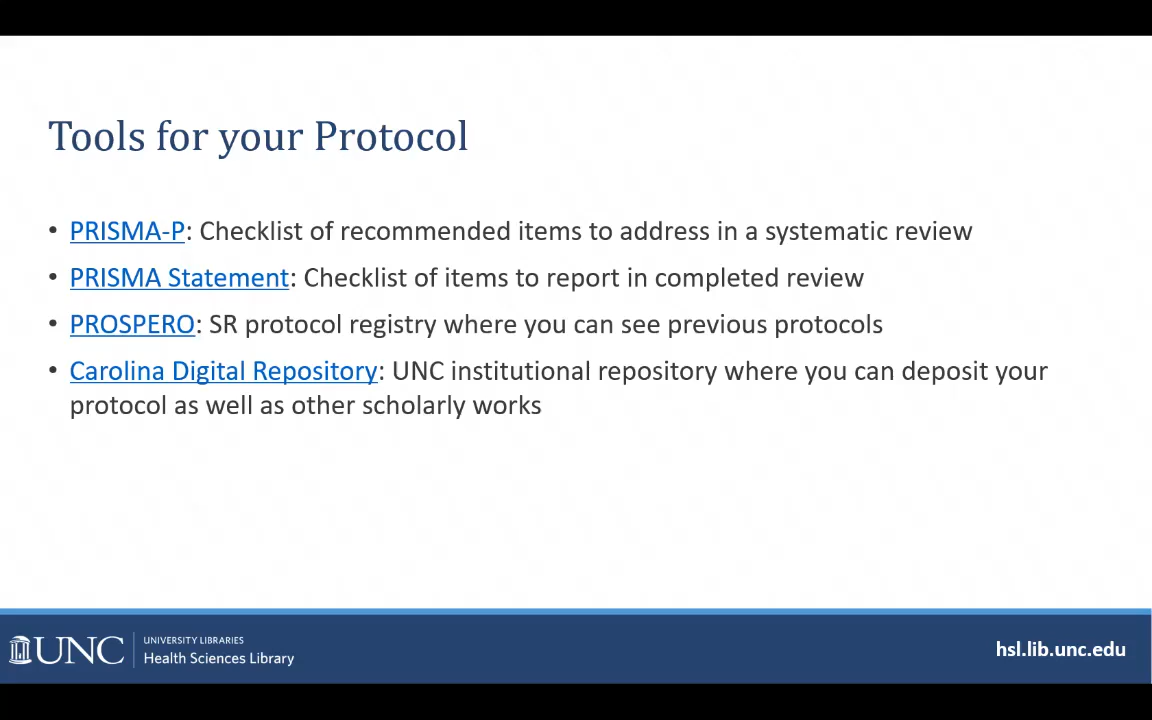 Tools for your Protocol
• PRISMA-P: Checklist of recommended items to address in a systematic review
• PRISMA Statement: Checklist of items to report in completed review
• PROSPERO: SR protocol registry where you can see previous protocols
• Carolina Digital Repository: UNC institutional repository where you can deposit your
protocol as well as other scholarly works
UNC
UNIVERSITY LIBRARIES
Health Sciences Library
hsl.lib.unc.edu